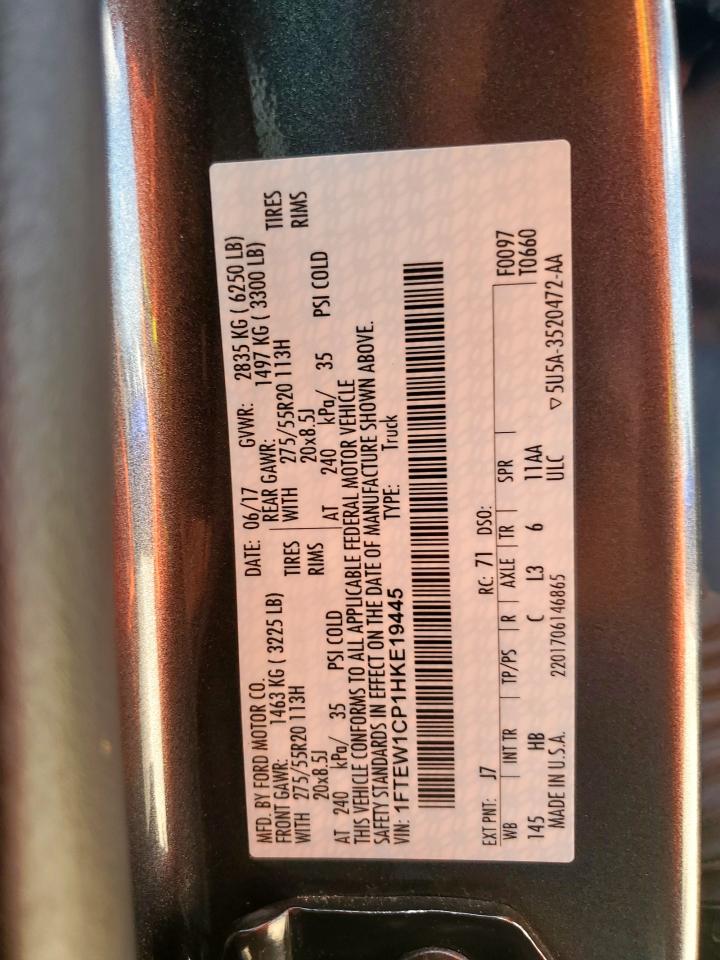 MFD. BY FORD MOTOR CO. DATE: 06/17 GVWR: 2835 KG ( 6250 LB)
FRONT GAWR: 1463 KG ( 3225 LB) REAR GAWR: 1497 KG ( 3300 LB)
WITH 275/55R20 113H TIRES WITH 275/55R20 113H TIRES
20x8.5J RIMS 20x8.5J RIMS
AT 240 kPa/ 35 PSI COLD AT 240 kPa/ 35 PSI COLD
THIS VEHICLE CONFORMS TO ALL APPLICABLE FEDERAL MOTOR VEHICLE
SAFETY STANDARDS IN EFFECT ON THE DATE OF MANUFACTURE SHOWN ABOVE.
VIN: 1FTEW1CP1HKE19445 TYPE: Truck
EXT PNT: J7 RC: 71 DSO:
WB INT TR TP/PS R AXLE TR SPR F0097
145 HB C L3 6 11AA T0660
MADE IN U.S.A. 2201706146865 ULC ▽ 5U5A-3520472-AA